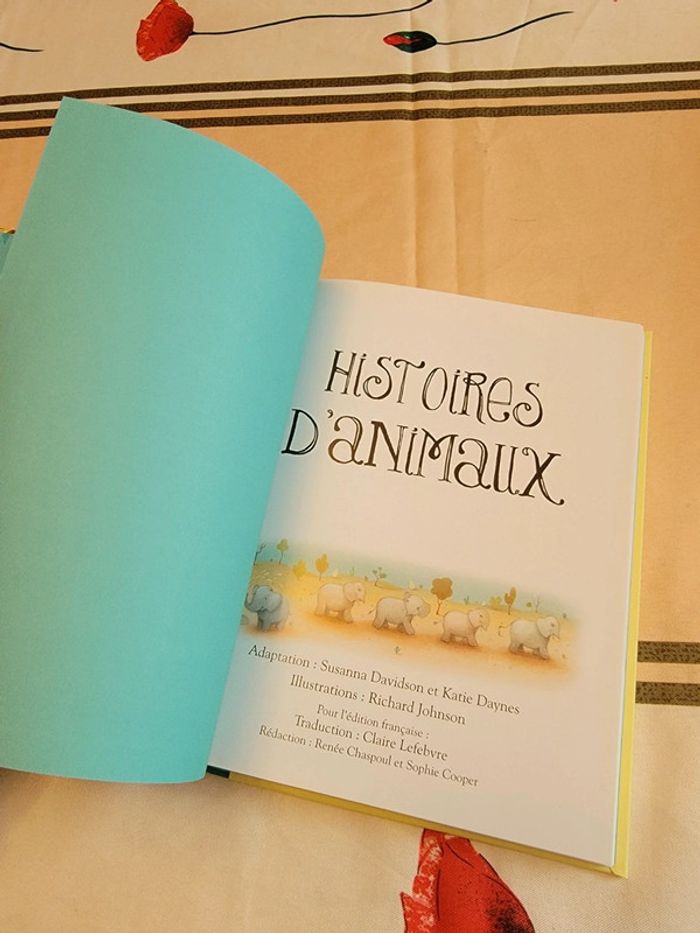 HISTOIRES
D'ANIMAUX
Adaptation : Susanna Davidson et Katie Daynes
Illustrations : Richard Johnson
Pour l'édition française :
Traduction : Claire Lefebvre
Rédaction : Renée Chaspoul et Sophie Cooper